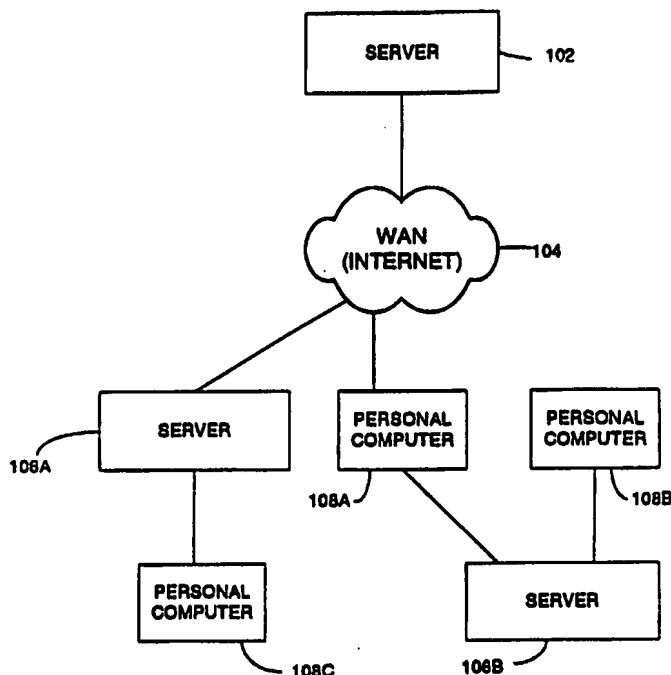 SERVER
102
WAN
(INTERNET)
104
SERVER
106A
PERSONAL
COMPUTER
108A
PERSONAL
COMPUTER
108B
PERSONAL
COMPUTER
108C
SERVER
106B